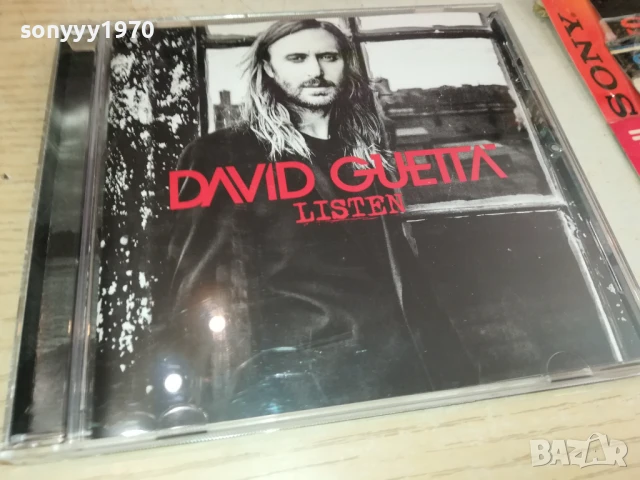 sonyyy1970
DAVID GUETTA
LISTEN
SONY
BAZAR